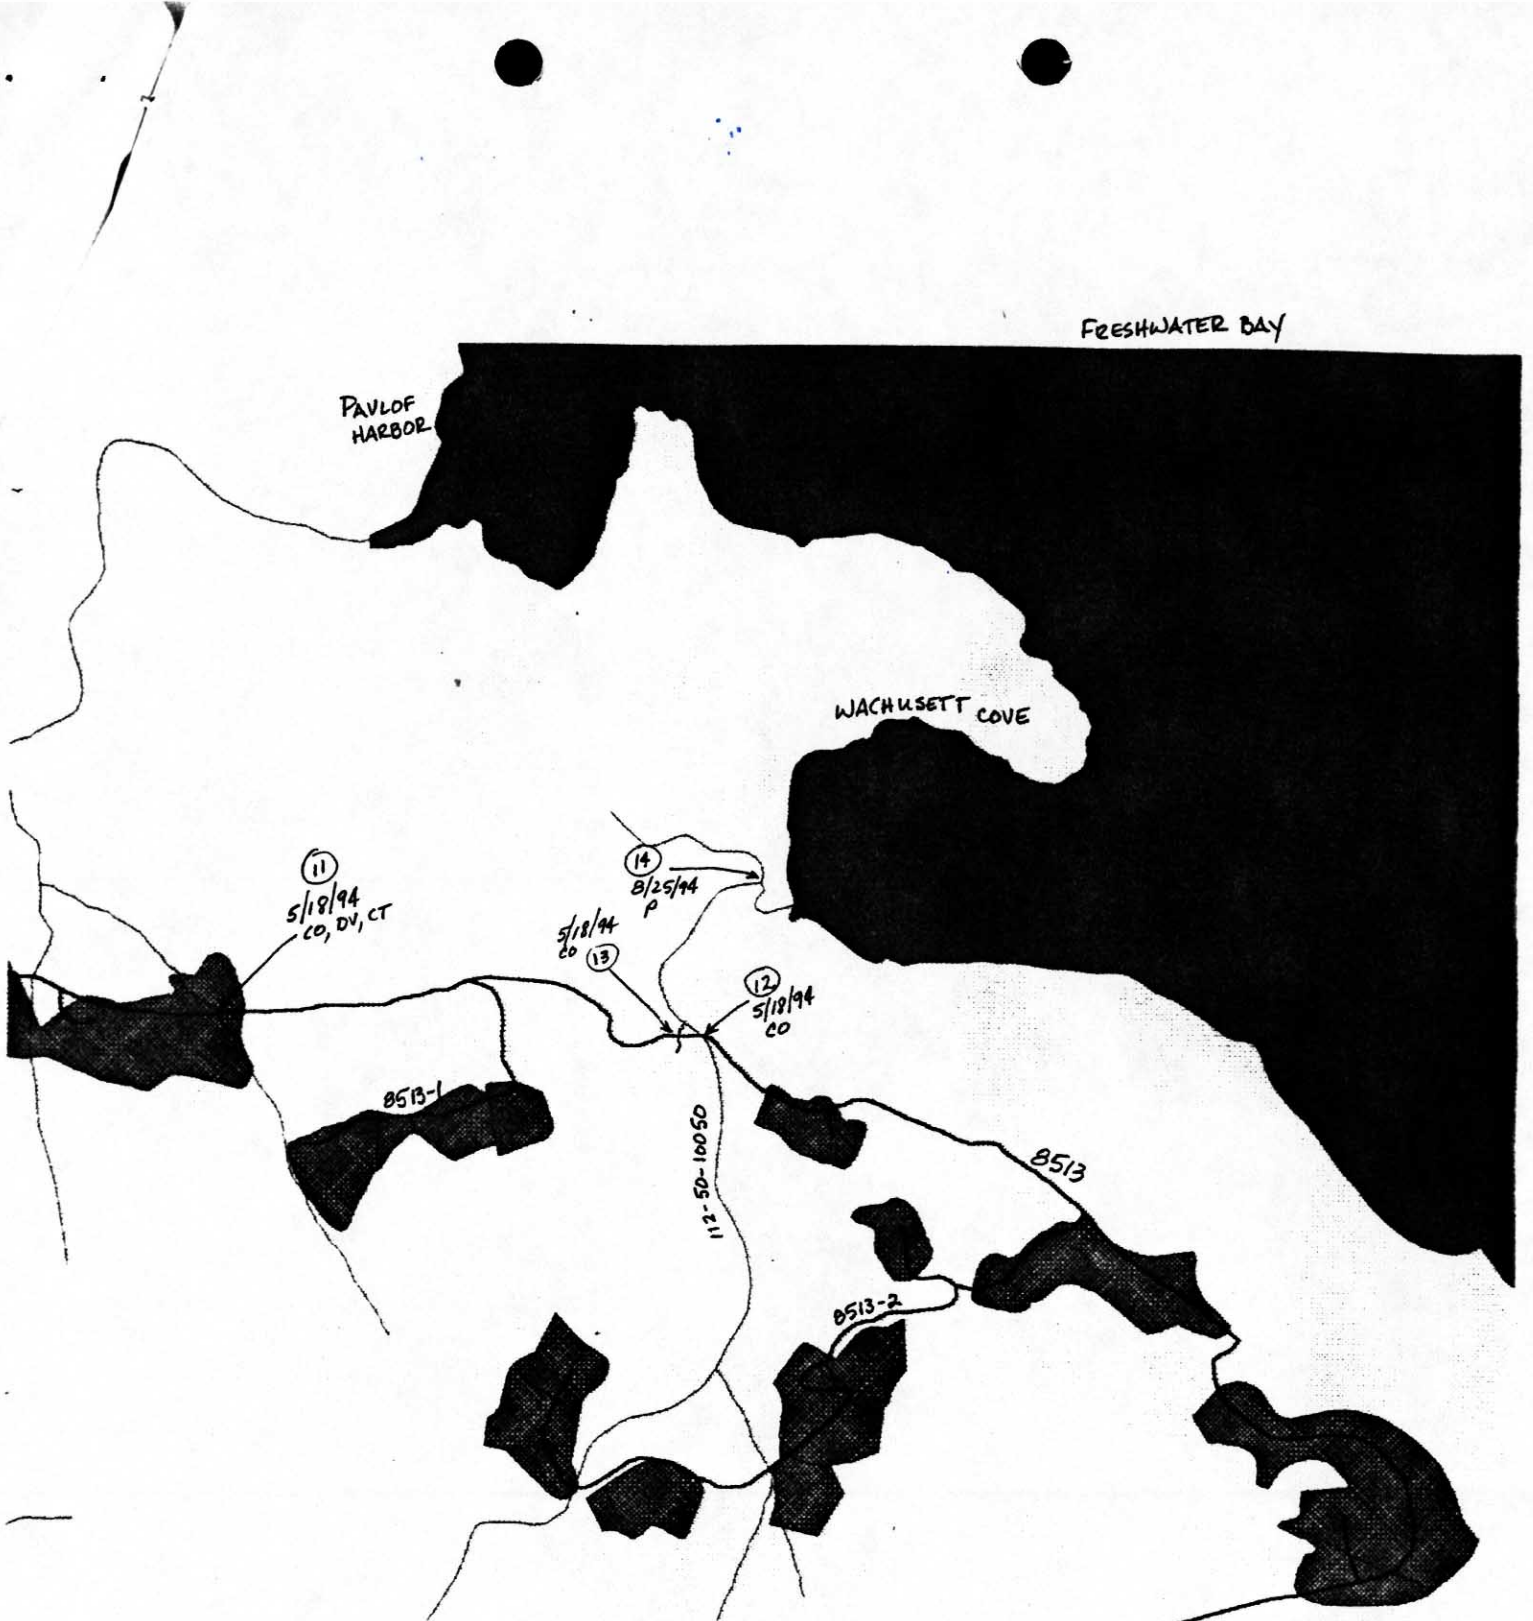 FRESHWATER BAY
PAVLOF
HARBOR
WACHUSETT COVE
11
5/18/94
CO, DV, CT
14
8/25/94
P
5/18/94
CO 13
12
5/18/94
CO
8513-1
112-50-10050
8513
8513-2